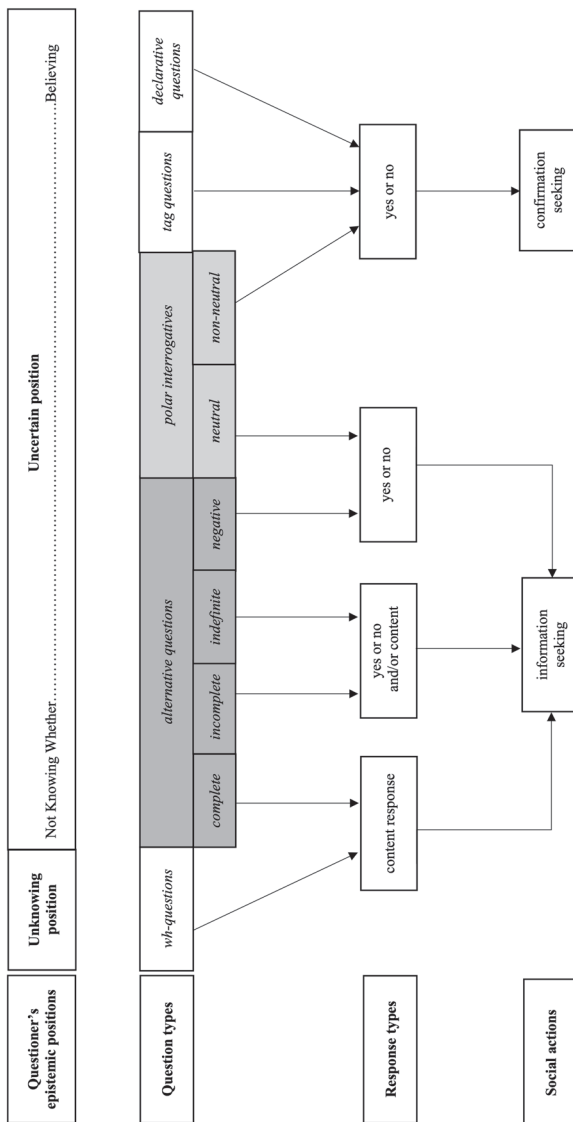 Questioner's
epistemic positions
Unknowing
position
Uncertain position
Not Knowing Whether..............................................................................................Believing
Question types
wh-questions
alternative questions
polar interrogatives
tag questions
declarative
questions
complete
incomplete
indefinite
negative
neutral
non-neutral
Response types
content response
yes or no
and/or content
yes or no
yes or no
Social actions
information
seeking
confirmation
seeking